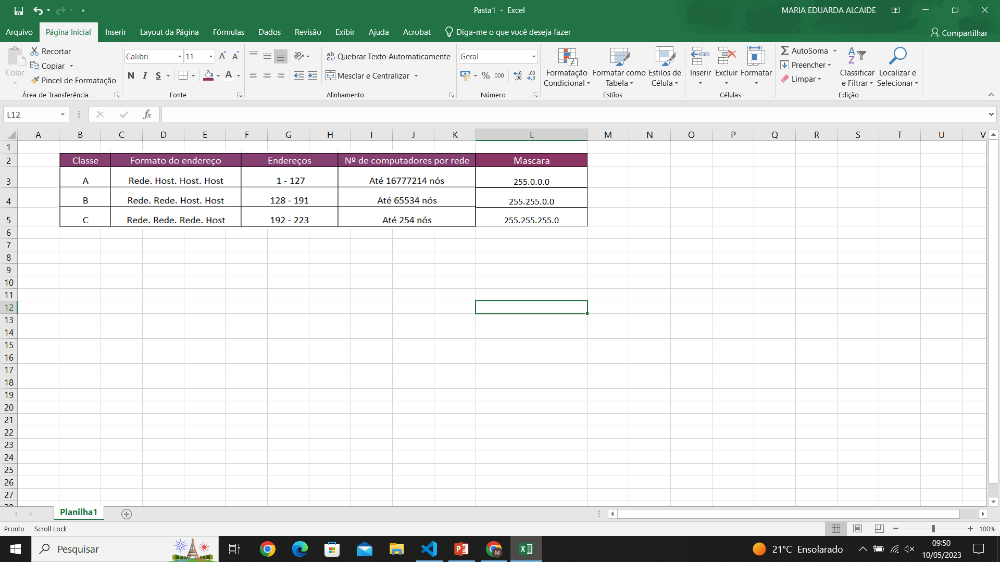 Pasta1 - Excel
MARIA EDUARDA ALCAIDE
Arquivo Página Inicial Inserir Layout da Página Fórmulas Dados Revisão Exibir Ajuda Acrobat Diga-me o que você deseja fazer Compartilhar
Colar
Recortar
Copiar
Pincel de Formatação
Área de Transferência
Calibri 11
N I S
Fonte
Quebrar Texto Automaticamente
Mesclar e Centralizar
Alinhamento
Geral
% 000
Número
Formatação Condicional
Formatar como Tabela
Estilos de Célula
Estilos
Inserir Excluir Formatar
Células
AutoSoma
Preencher
Limpar
Classificar e Filtrar
Localizar e Selecionar
Edição
L12 fx
A B C D E F G H I J K L M N O P Q R S T U V
1
2 Classe Formato do endereço Endereços Nº de computadores por rede Mascara
3 A Rede. Host. Host. Host 1 - 127 Até 16777214 nós 255.0.0.0
4 B Rede. Rede. Host. Host 128 - 191 Até 65534 nós 255.255.0.0
5 C Rede. Rede. Rede. Host 192 - 223 Até 254 nós 255.255.255.0
6
7
8
9
10
11
12
13
14
15
16
17
18
19
20
21
22
23
24
25
26
27
28
Planilha1
Pronto Scroll Lock 100%
Pesquisar
21°C Ensolarado
09:50
10/05/2023